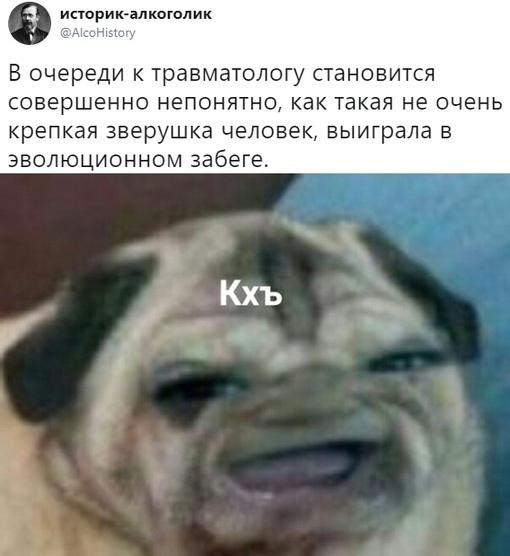 историк-алкоголик
@AlcoHistory
В очереди к травматологу становится
совершенно непонятно, как такая не очень
крепкая зверушка человек, выиграла в
эволюционном забеге.
Кхъ